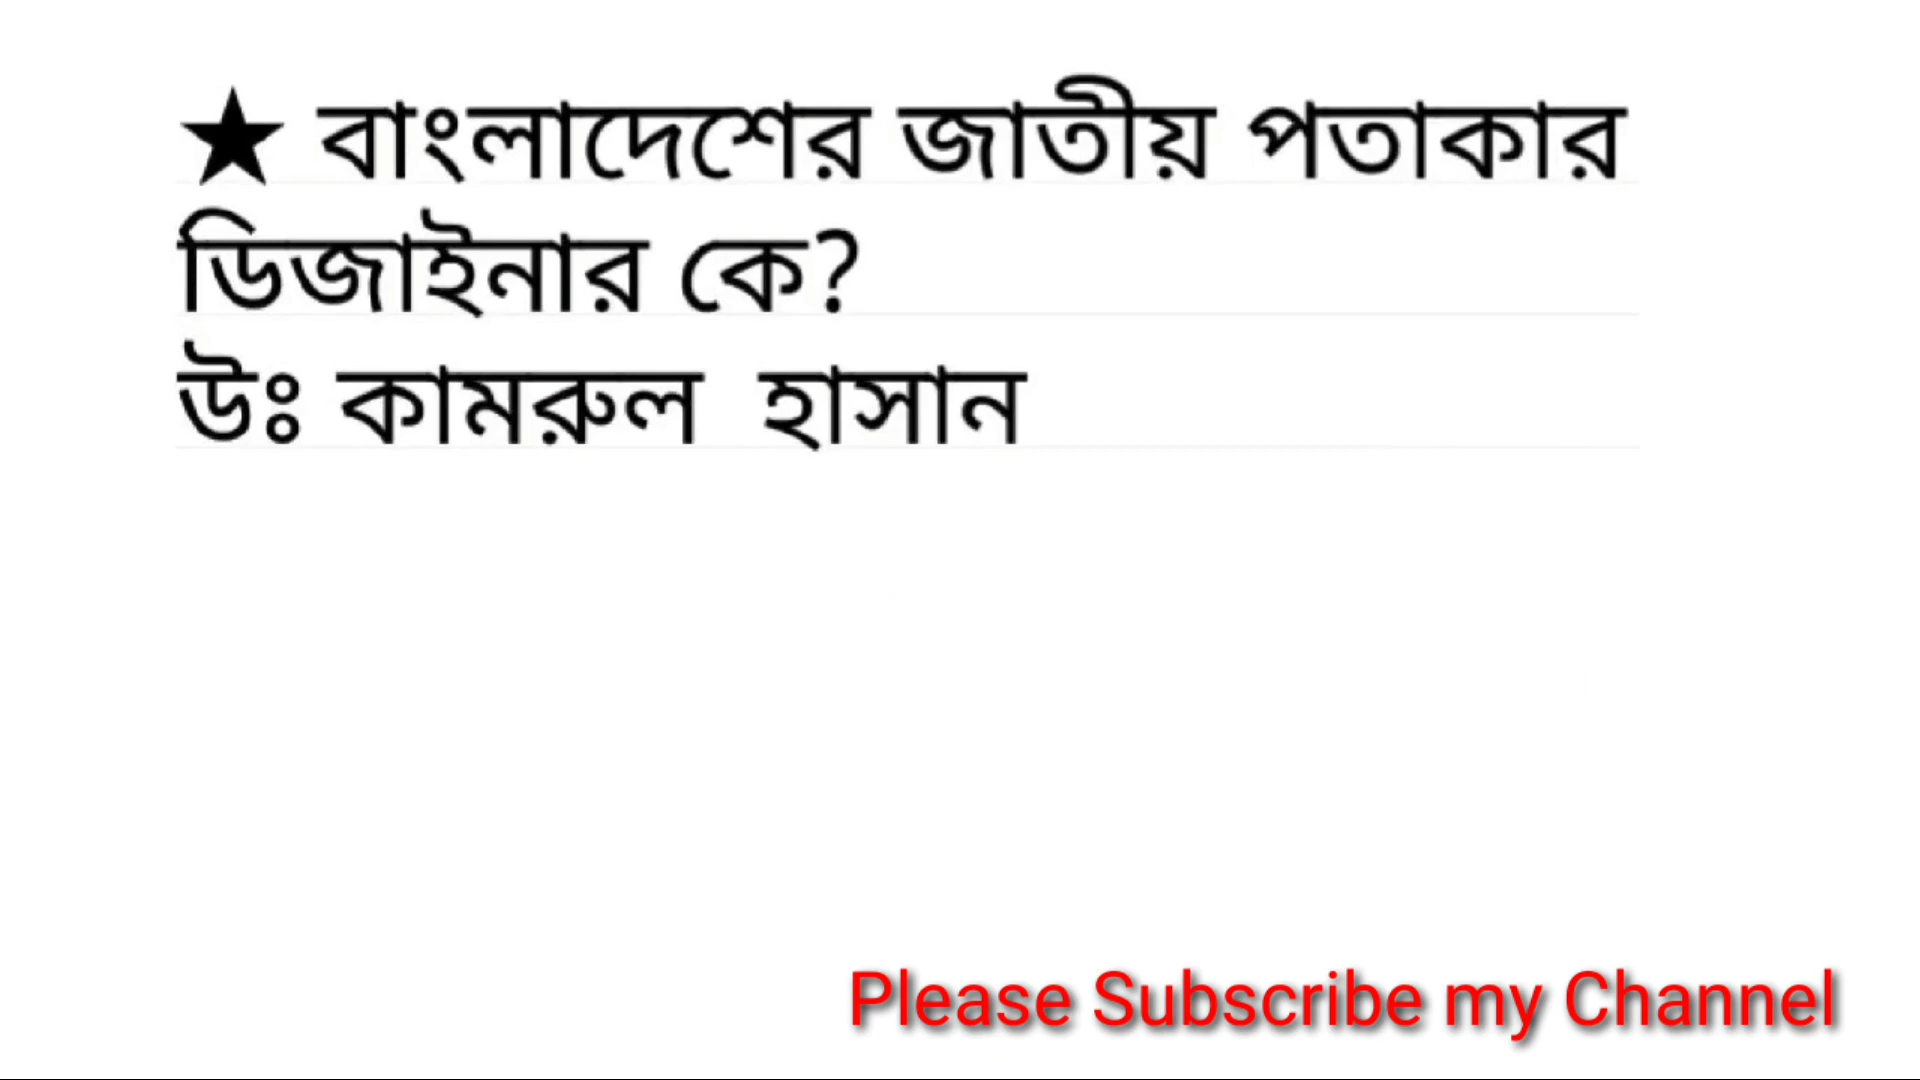 ★ বাংলাদেশের জাতীয় পতাকার
ডিজাইনার কে?
উঃ কামরুল হাসান
Please Subscribe my Channel